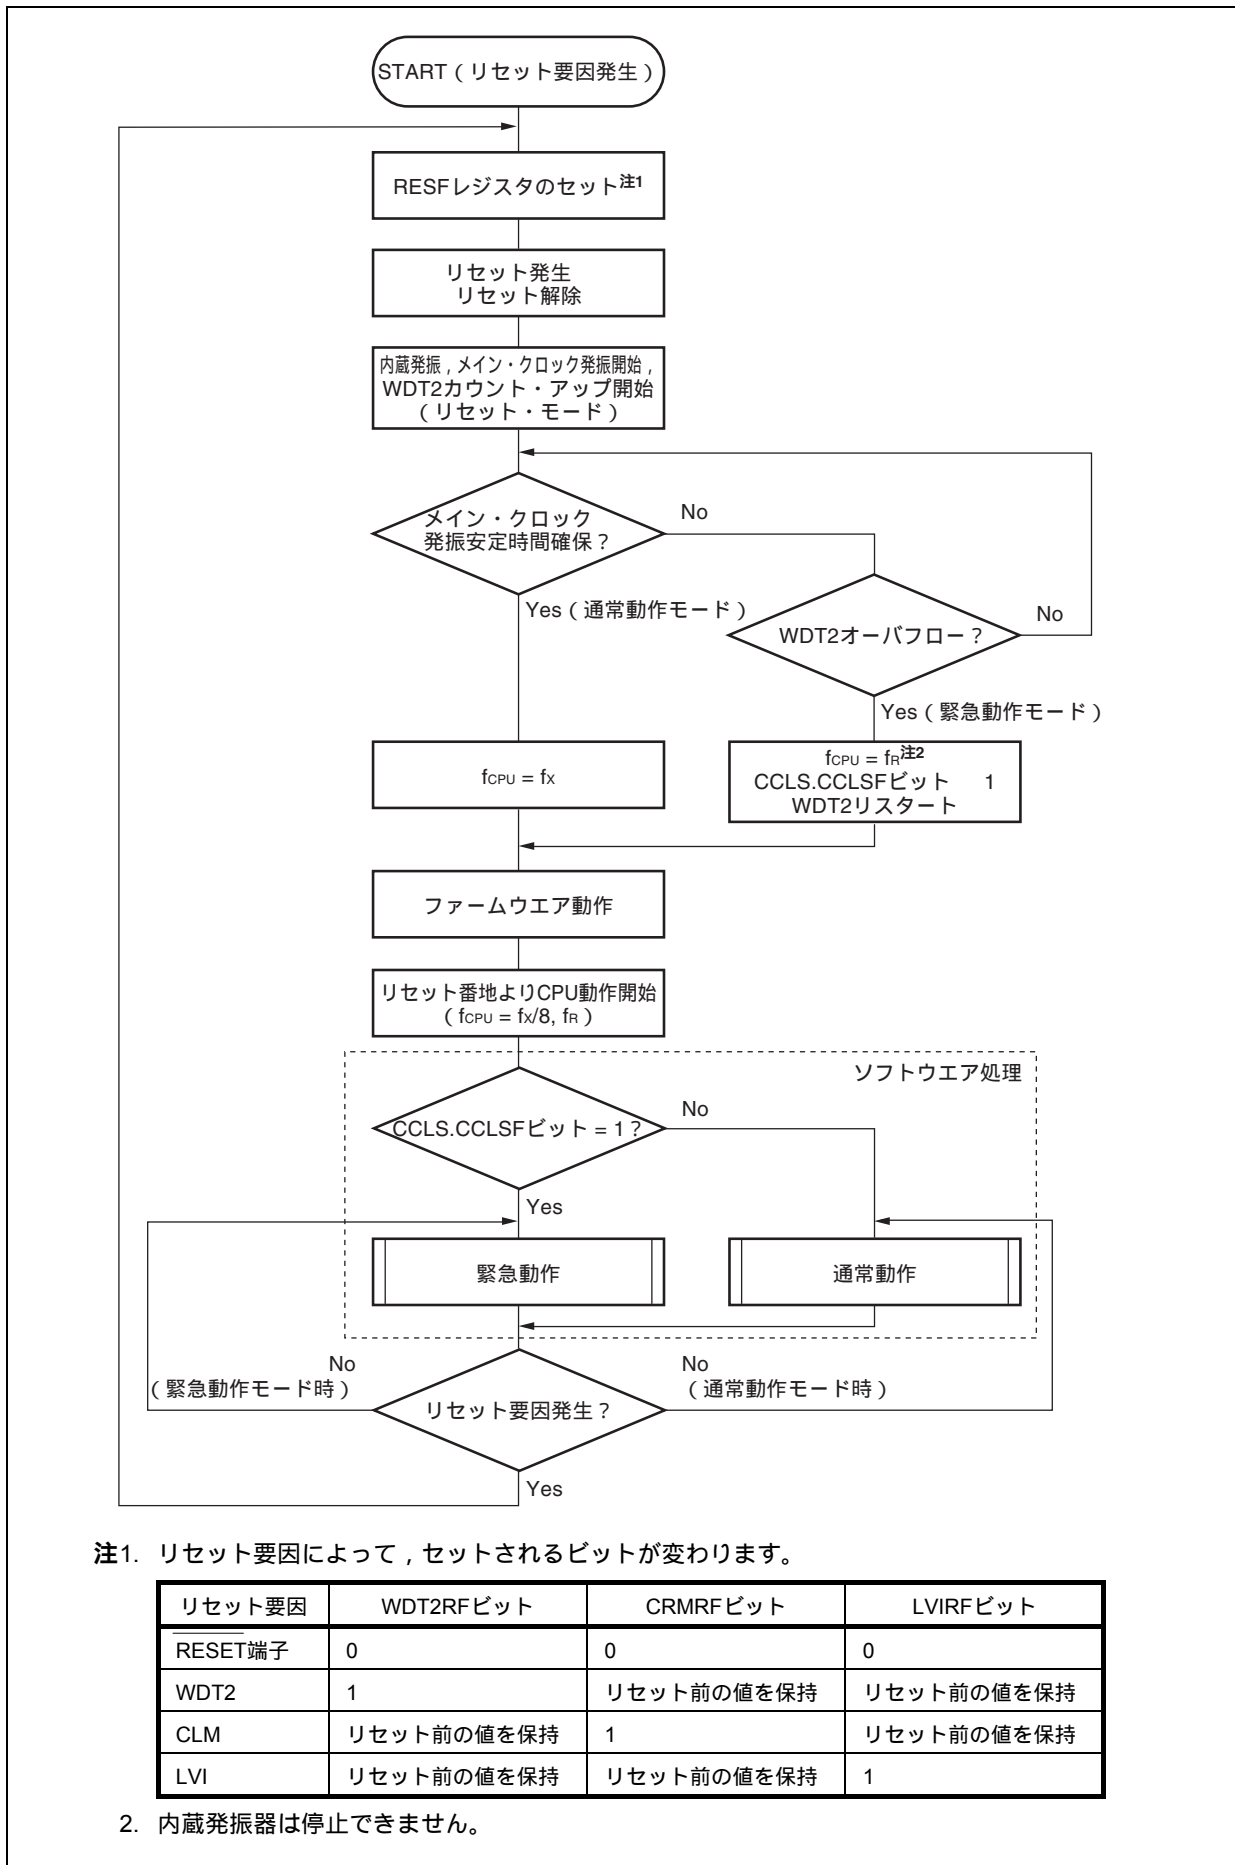 START（リセット要因発生）
RESFレジスタのセット注1
リセット発生
リセット解除
内蔵発振，メイン・クロック発振開始，
WDT2カウント・アップ開始
（リセット・モード）
メイン・クロック
発振安定時間確保？
No
Yes（通常動作モード）
WDT2オーバフロー？
No
Yes（緊急動作モード）
fCPU = fX
fCPU = fR注2
CCLS.CCLSFビット 1
WDT2リスタート
ファームウエア動作
リセット番地よりCPU動作開始
（fCPU = fX/8, fR）
ソフトウエア処理
CCLS.CCLSFビット = 1？
No
Yes
緊急動作
通常動作
No
（緊急動作モード時）
No
（通常動作モード時）
リセット要因発生？
Yes
注1. リセット要因によって，セットされるビットが変わります。
リセット要因 WDT2RFビット CRMRFビット LVIRFビット
RESET端子 0 0 0
WDT2 1 リセット前の値を保持 リセット前の値を保持
CLM リセット前の値を保持 1 リセット前の値を保持
LVI リセット前の値を保持 リセット前の値を保持 1
2. 内蔵発振器は停止できません。